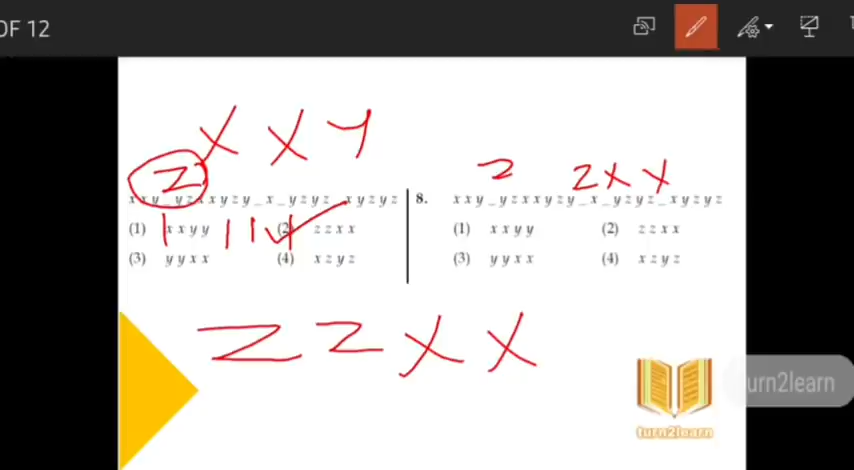 OF 12
X X Y
Z
x x y _ y z x x y z y _ x _ y z y z _ x y z y z
(1) x x y y (2) z z x x
(3) y y x x (4) x z y z
z z x x
8. x x y _ y z x x y z y _ x _ y z y z _ x y z y z
(1) x x y y (2) z z x x
(3) y y x x (4) x z y z
Z Z X X
turn2learn
turn2learn